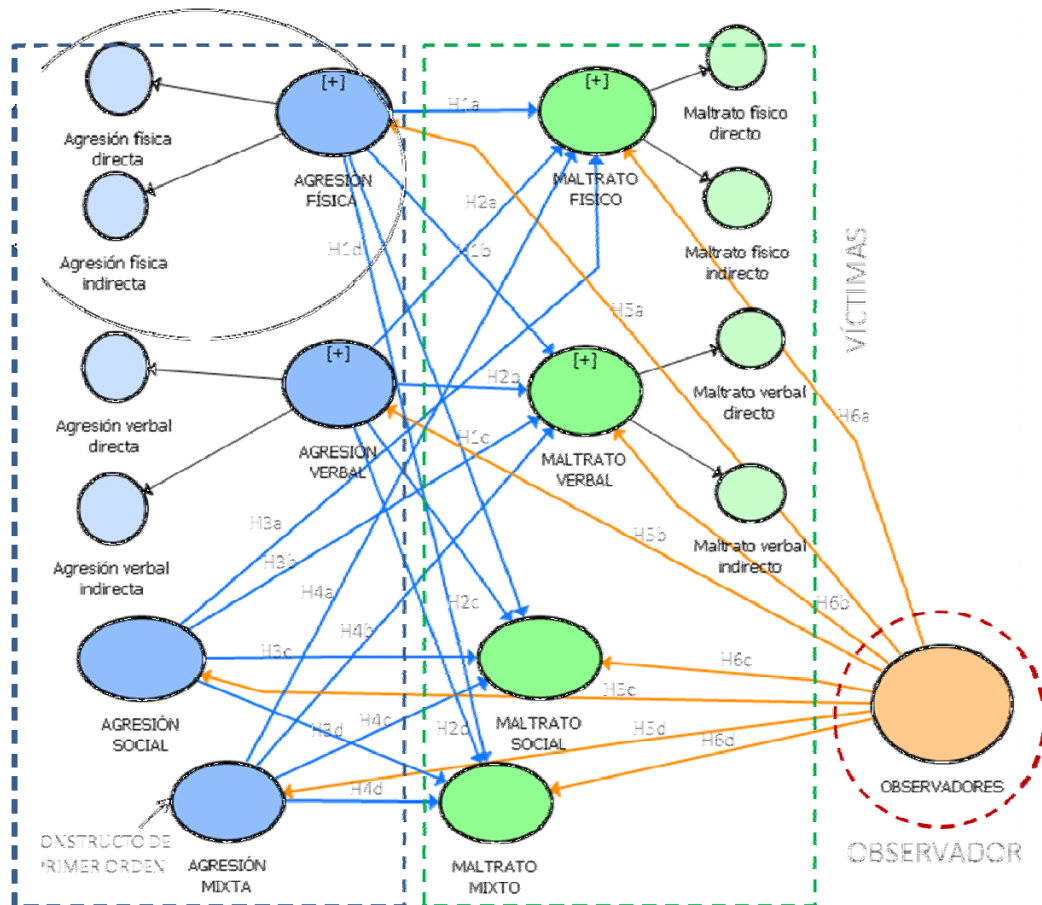 [+]
Agresión física
directa
AGRESIÓN
FÍSICA
Agresión física
indirecta
H1a
[+]
MALTRATO
FISICO
Maltrato físico
directo
Maltrato físico
indirecto
VÍCTIMAS
H2a
H1b
H1d
H5a
[+]
Agresión verbal
directa
AGRESIÓN
VERBAL
Agresión verbal
indirecta
H2b
H1c
[+]
MALTRATO
VERBAL
Maltrato verbal
directo
Maltrato verbal
indirecto
H6a
H3a
H3b
H4a
H5b
H2c
H4b
H6b
H3c
H6c
H5c
AGRESIÓN
SOCIAL
H3d
H4c
H2d
MALTRATO
SOCIAL
H5d
H6d
OBSERVADORES
OBSERVADOR
H4d
ONSTRUCTO DE
PRIMER ORDEN
AGRESIÓN
MIXTA
MALTRATO
MIXTO